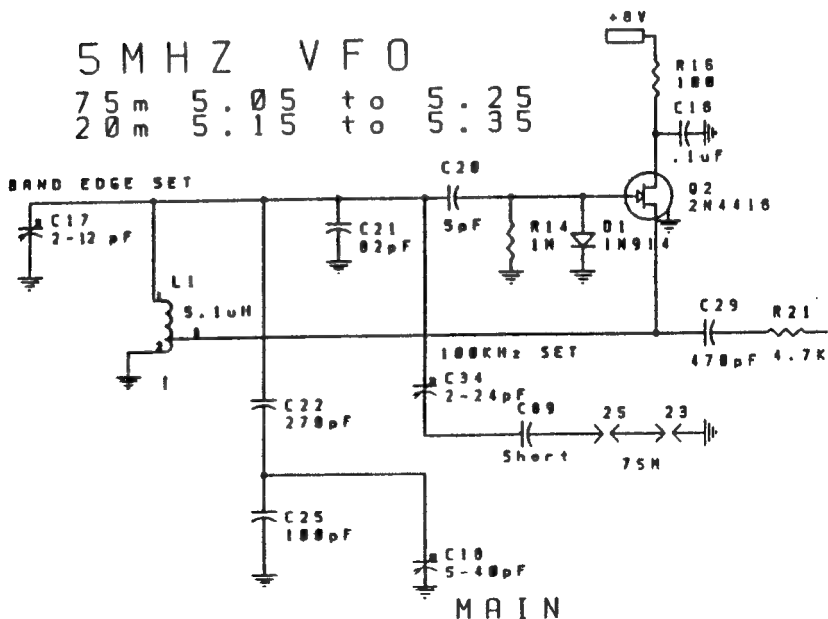 5MHZ VFO
75m 5.05 to 5.25
20m 5.15 to 5.35
+8V
R16
100
C18
.1uF
Q2
2N4416
BAND EDGE SET
C17
2-12 pF
C20
5pF
C21
82pF
R14
1M
D1
1N914
L1
1
5.1uH
3
2
1
C29
470pF
R21
4.7K
100KHz SET
C34
2-24pF
C22
270pF
C89
Short
25
23
75M
C25
100pF
C10
5-40pF
MAIN